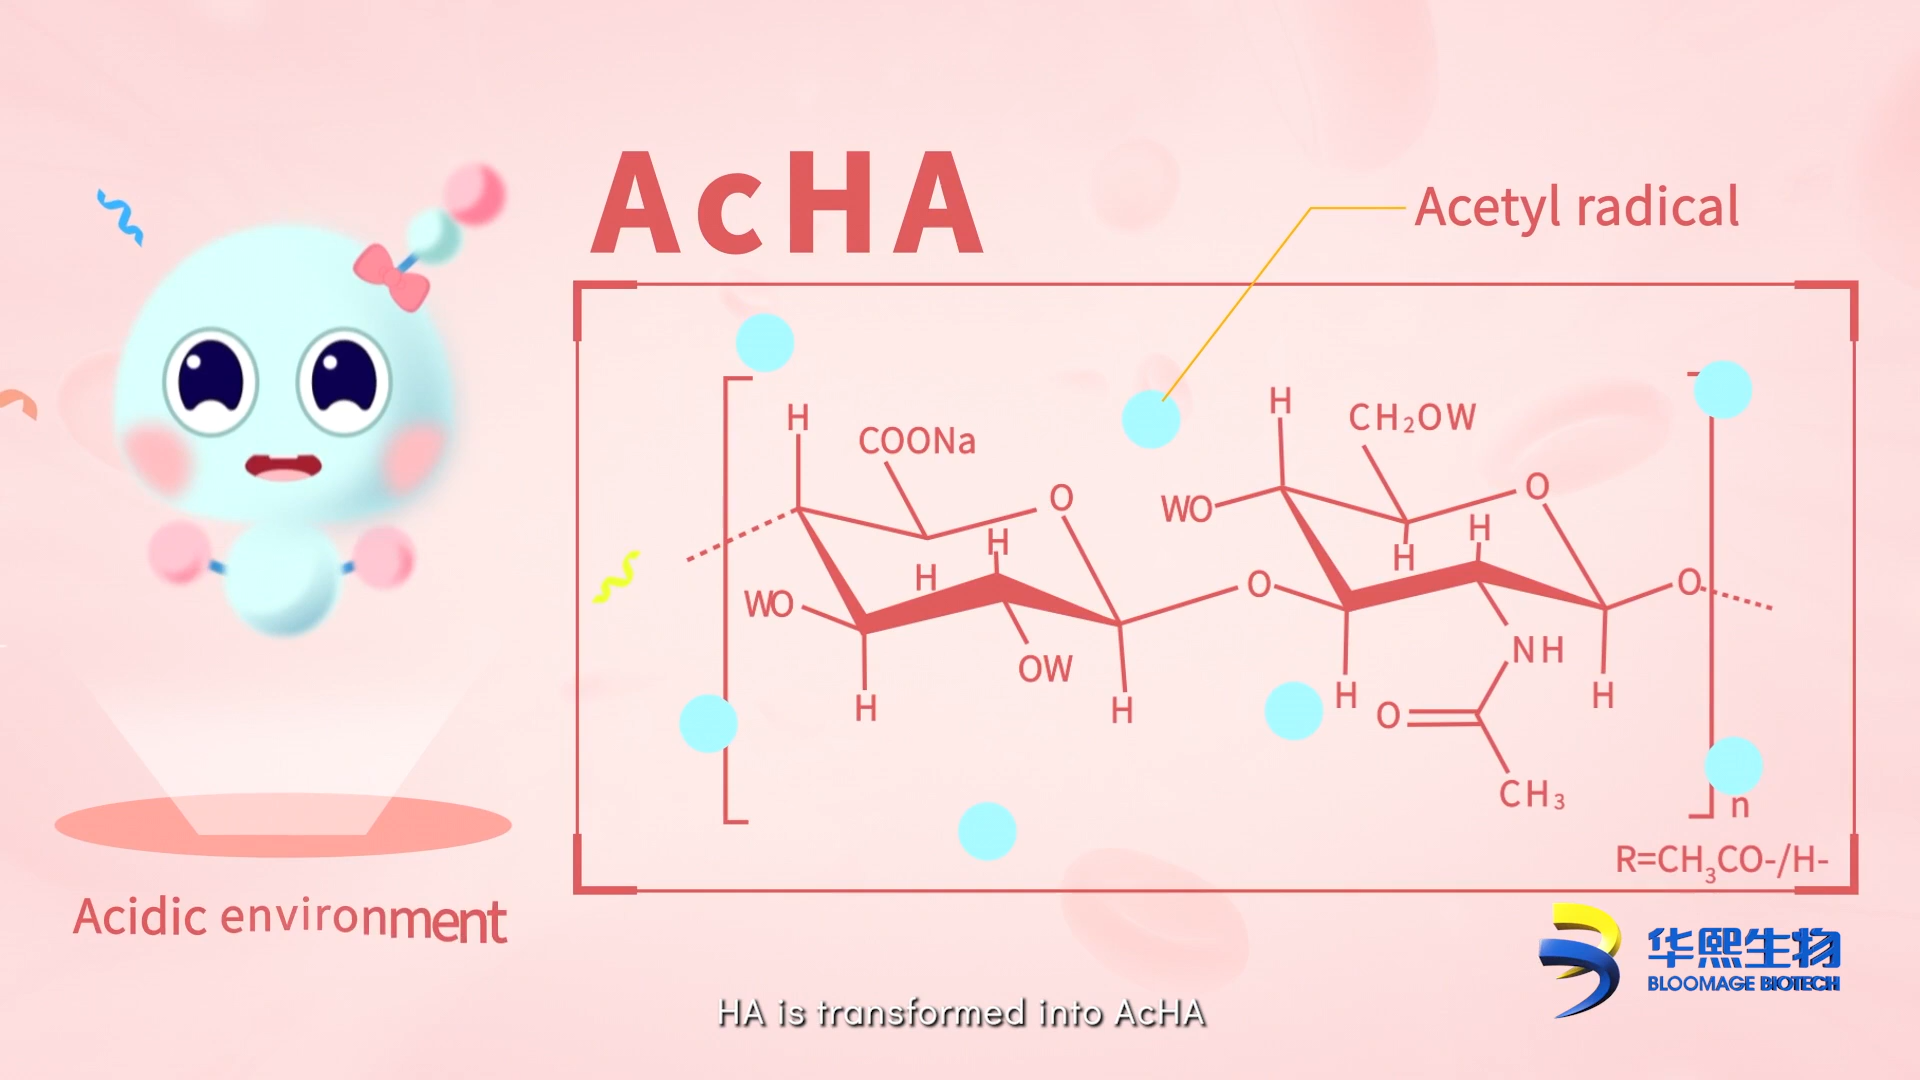 AcHA
Acetyl radical
H
COONa
O
H
H
WO
OW
H
H
O
H
CH₂OW
WO
O
H
H
O
NH
H
H
O
CH₃
n
R=CH₃CO-/H-
Acidic environment
华熙生物
BLOOMAGE BIOTECH
HA is transformed into AcHA